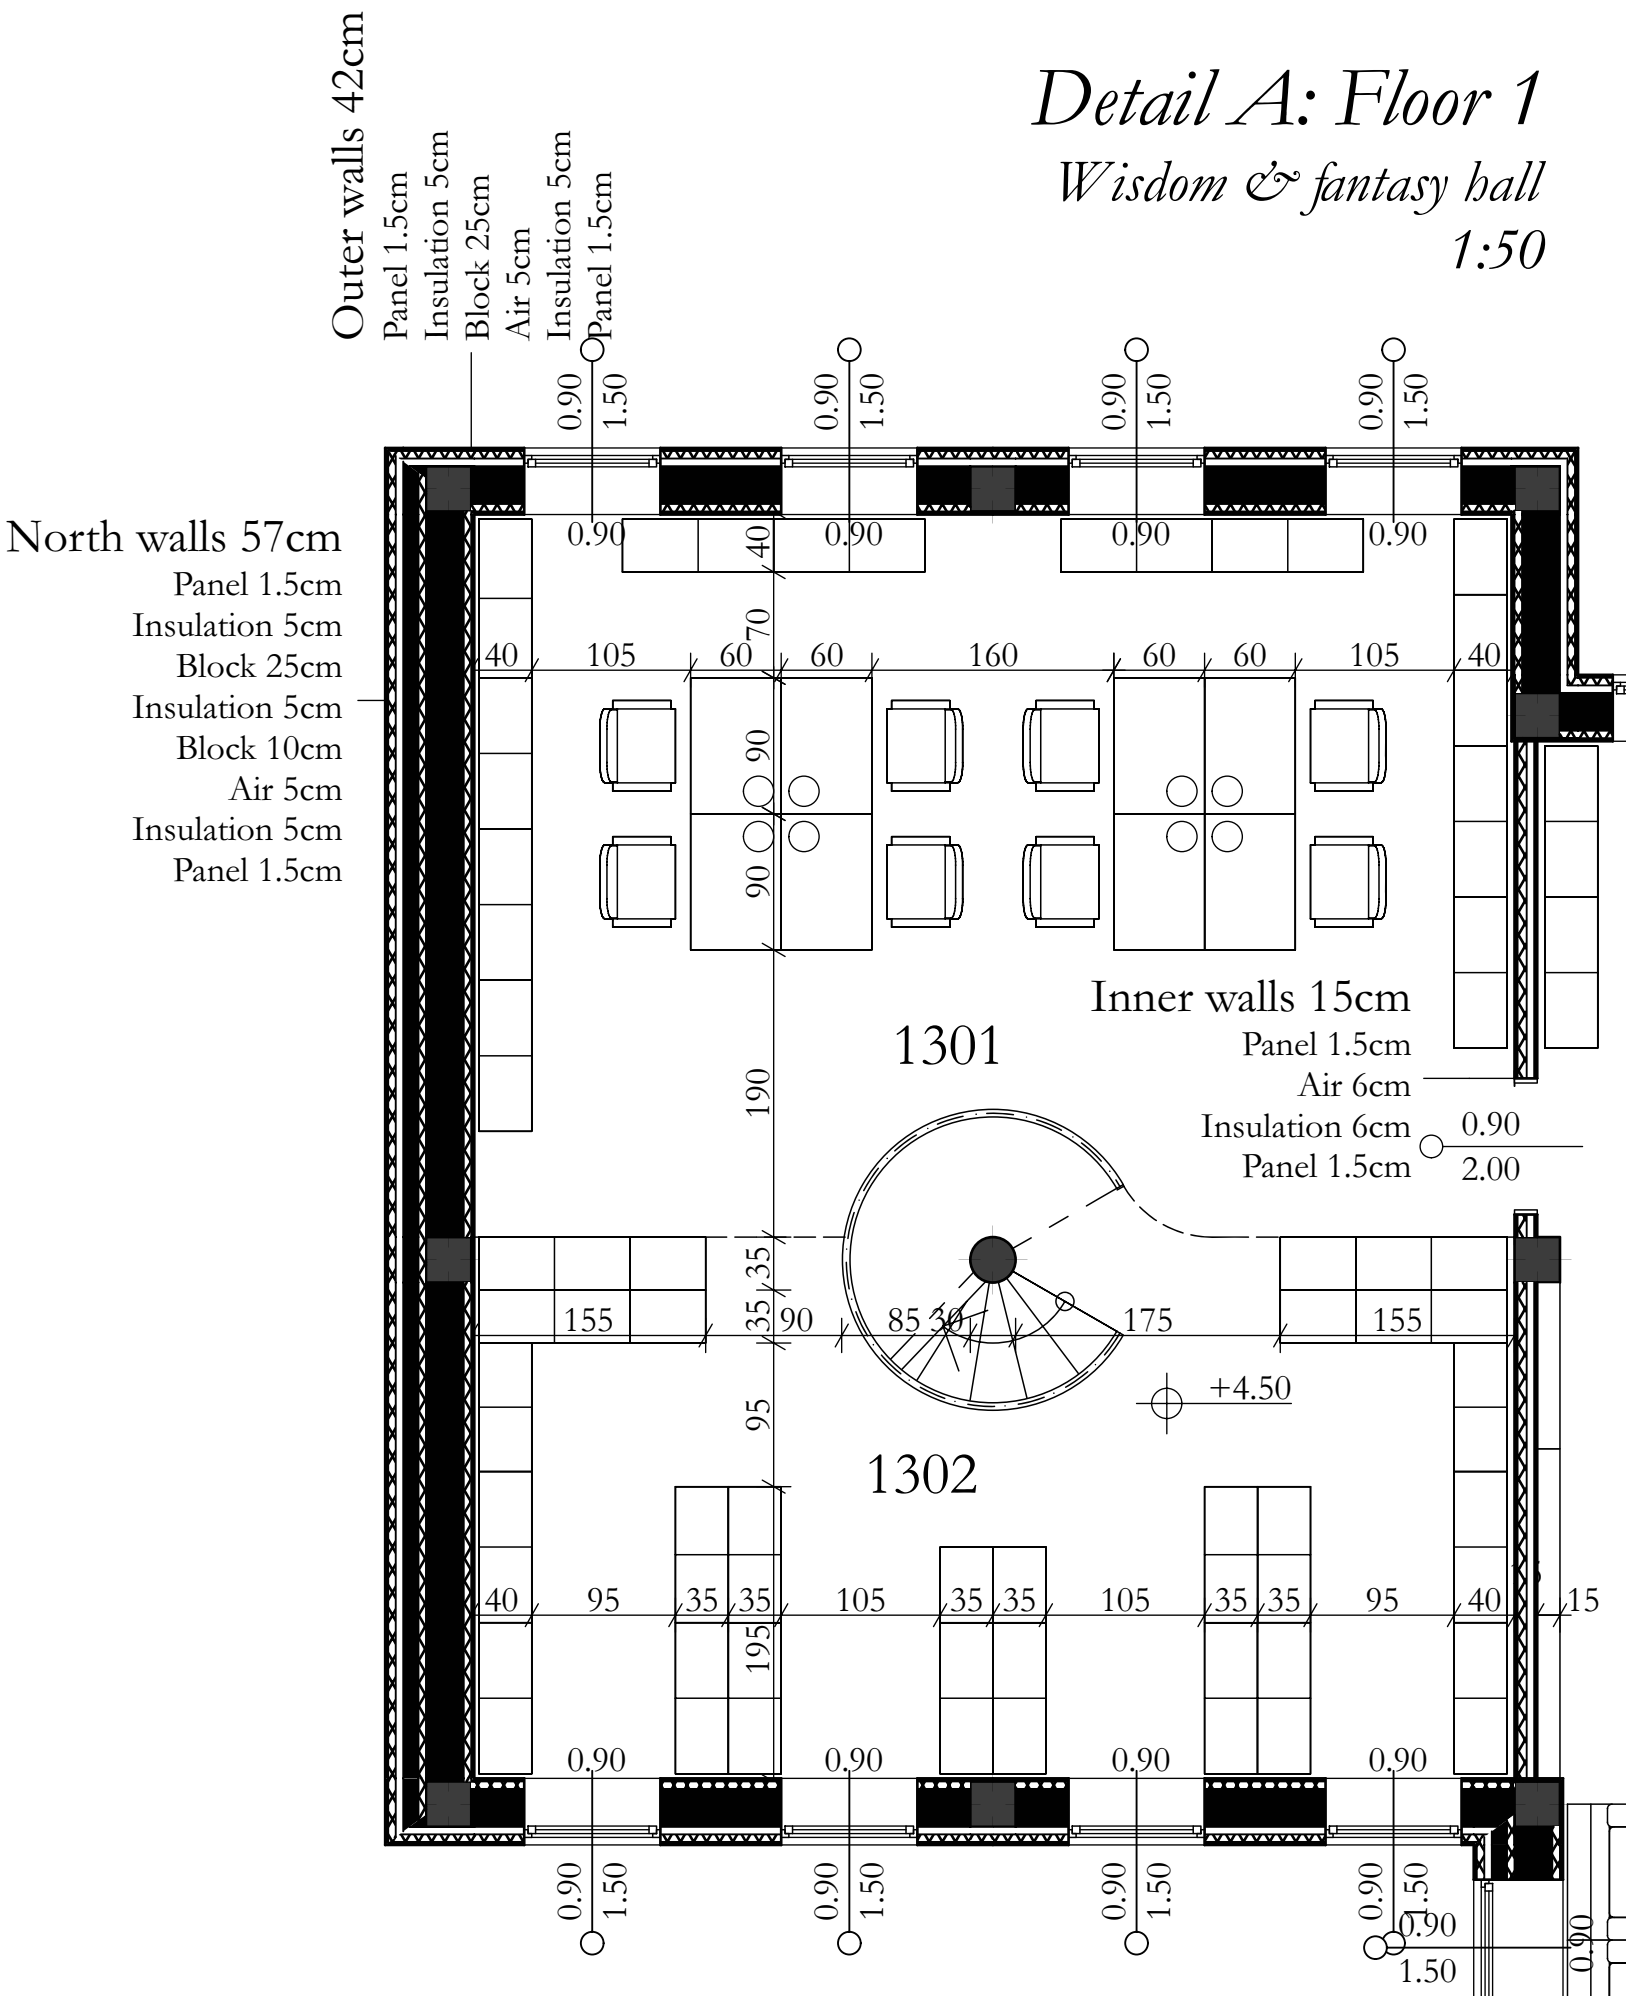 Detail A: Floor 1
Wisdom & fantasy hall
1:50
Outer walls 42cm
Panel 1.5cm
Insulation 5cm
Block 25cm
Air 5cm
Insulation 5cm
Panel 1.5cm
0.90
1.50
0.90
1.50
0.90
1.50
0.90
1.50
North walls 57cm
Panel 1.5cm
Insulation 5cm
Block 25cm
Insulation 5cm
Block 10cm
Air 5cm
Insulation 5cm
Panel 1.5cm
0.90
40
0.90
0.90
0.90
70
40 105 60 60 160 60 60 105 40
90
90
Inner walls 15cm
Panel 1.5cm
Air 6cm
Insulation 6cm
Panel 1.5cm
0.90
2.00
1301
190
35
35
155 90 85 30 175 155
+4.50
95
1302
40 95 35 35 105 35 35 105 35 35 95 40 15
195
0.90 0.90 0.90 0.90
0.90
1.50
0.90
1.50
0.90
1.50
0.90
1.50
0.90
1.50
0.90